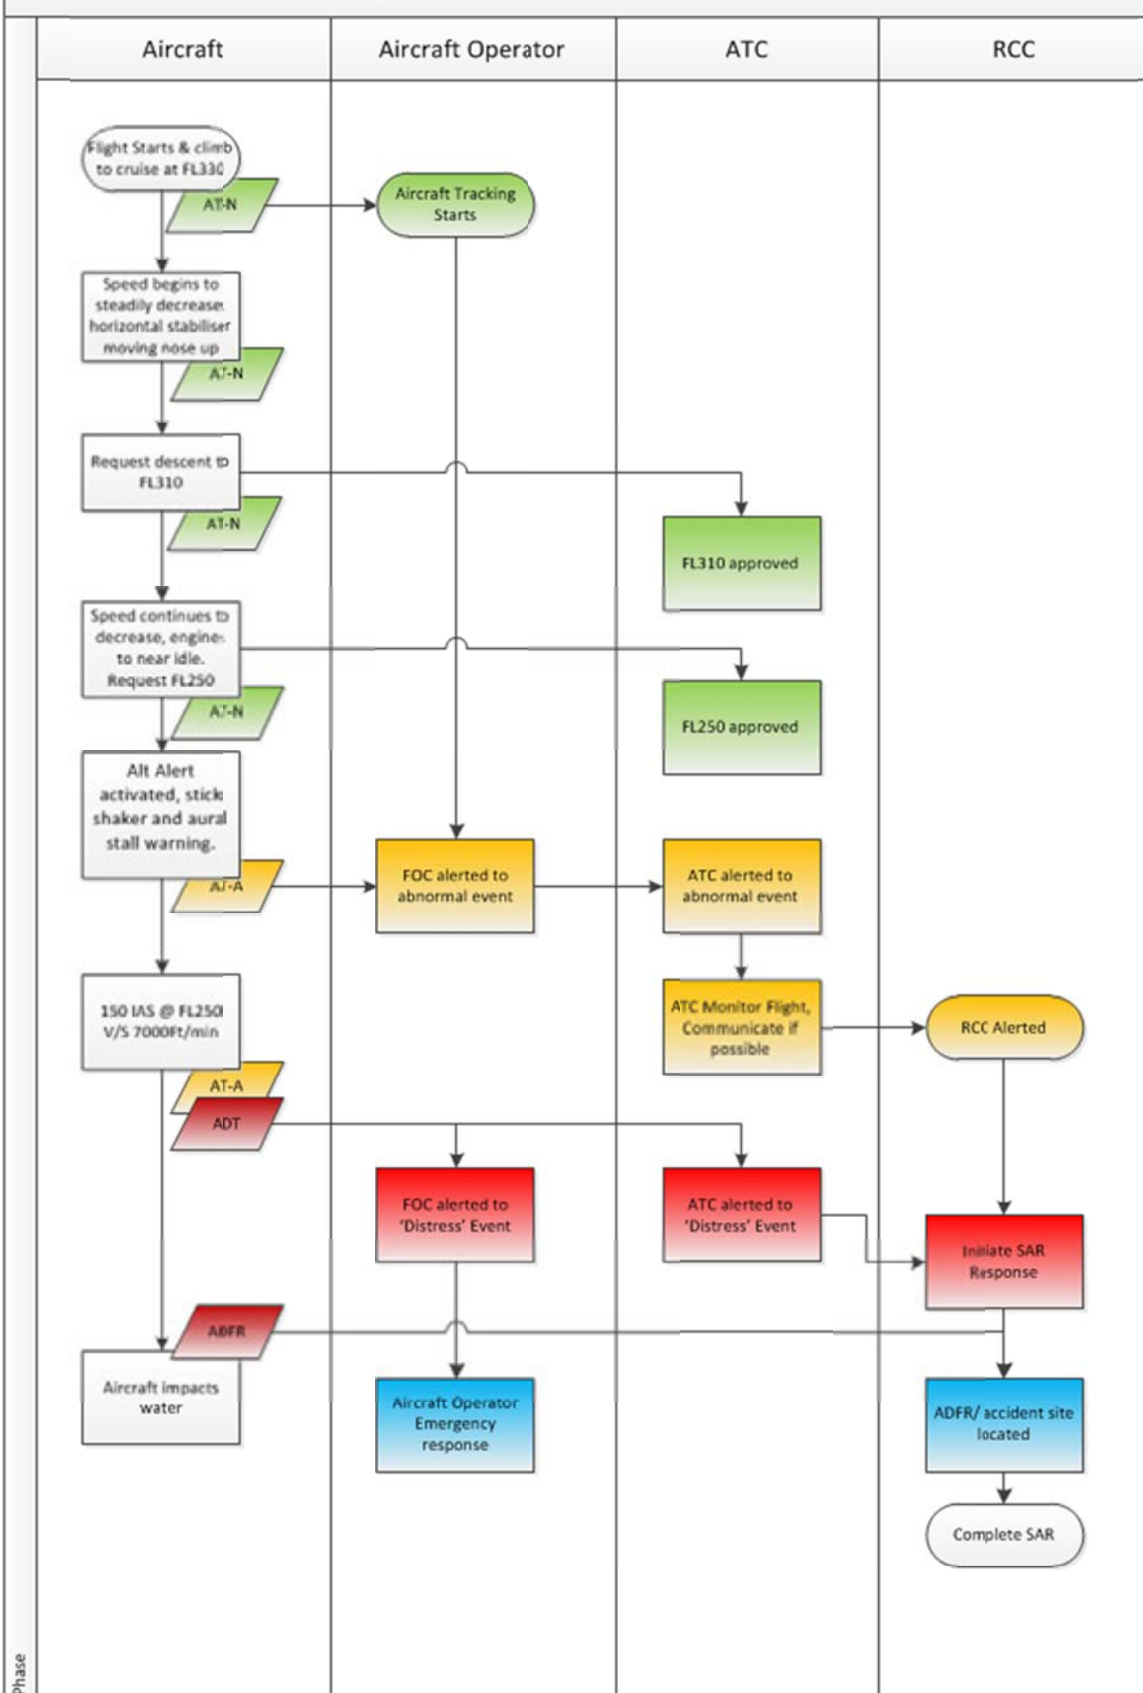 Aircraft
Aircraft Operator
ATC
RCC
Flight Starts & climb
to cruise at FL330
AT-N
Aircraft Tracking
Starts
Speed begins to
steadily decrease
horizontal stabiliser
moving nose up
AT-N
Request descent to
FL310
AT-N
FL310 approved
Speed continues to
decrease, engines
to near idle.
Request FL250
AT-N
FL250 approved
Alt Alert
activated, stick
shaker and aural
stall warning.
AT-A
FOC alerted to
abnormal event
ATC alerted to
abnormal event
150 IAS @ FL250
V/S 7000Ft/min
ATC Monitor Flight,
Communicate if
possible
RCC Alerted
AT-A
ADT
FOC alerted to
‘Distress’ Event
ATC alerted to
‘Distress’ Event
Initiate SAR
Response
ADFR
Aircraft impacts
water
Aircraft Operator
Emergency
response
ADFR/ accident site
located
Complete SAR
Phase